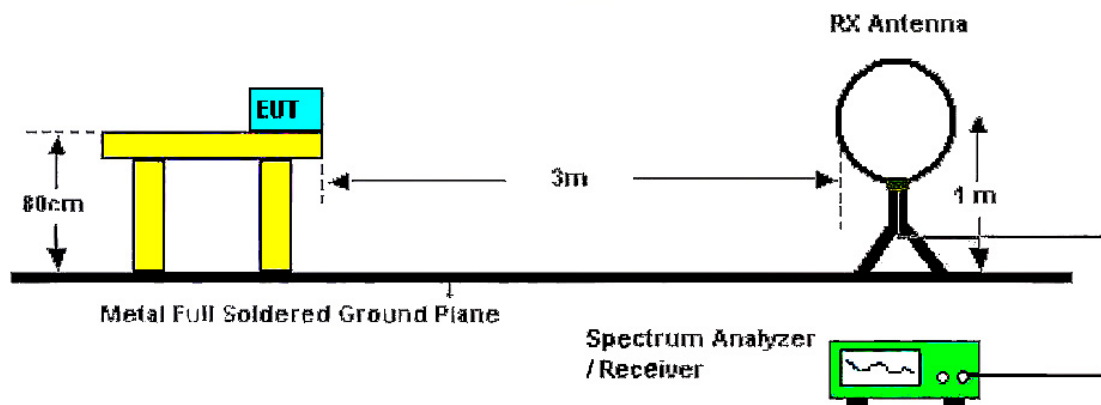 RX Antenna
EUT
80cm
3m
1 m
Metal Full Soldered Ground Plane
Spectrum Analyzer
/ Receiver